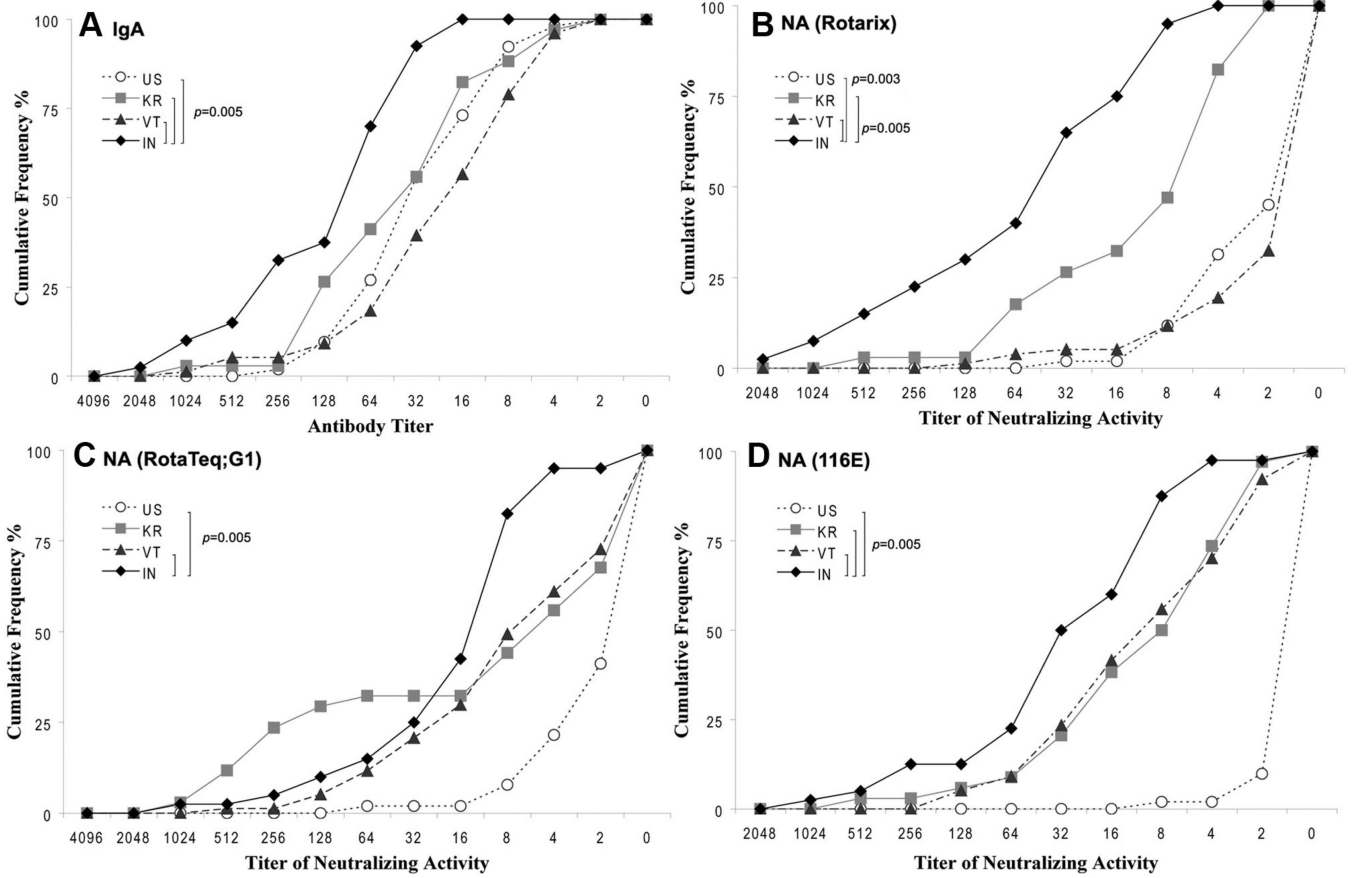 A IgA
100
75
50
25
0
Cumulative Frequency %
US
KR
VT
IN
p=0.005
4096 2048 1024 512 256 128 64 32 16 8 4 2 0
Antibody Titer
B NA (Rotarix)
100
75
50
25
0
Cumulative Frequency %
US
KR
VT
IN
p=0.003
p=0.005
2048 1024 512 256 128 64 32 16 8 4 2 0
Titer of Neutralizing Activity
C NA (RotaTeq;G1)
100
75
50
25
0
Cumulative Frequency %
US
KR
VT
IN
p=0.005
4096 2048 1024 512 256 128 64 32 16 8 4 2 0
Titer of Neutralizing Activity
D NA (116E)
100
75
50
25
0
Cumulative Frequency %
US
KR
VT
IN
p=0.005
2048 1024 512 256 128 64 32 16 8 4 2 0
Titer of Neutralizing Activity